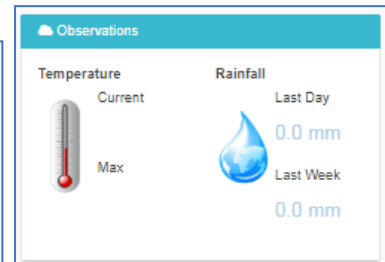 Observations
Temperature
Current
Max
Rainfall
Last Day
0.0 mm
Last Week
0.0 mm